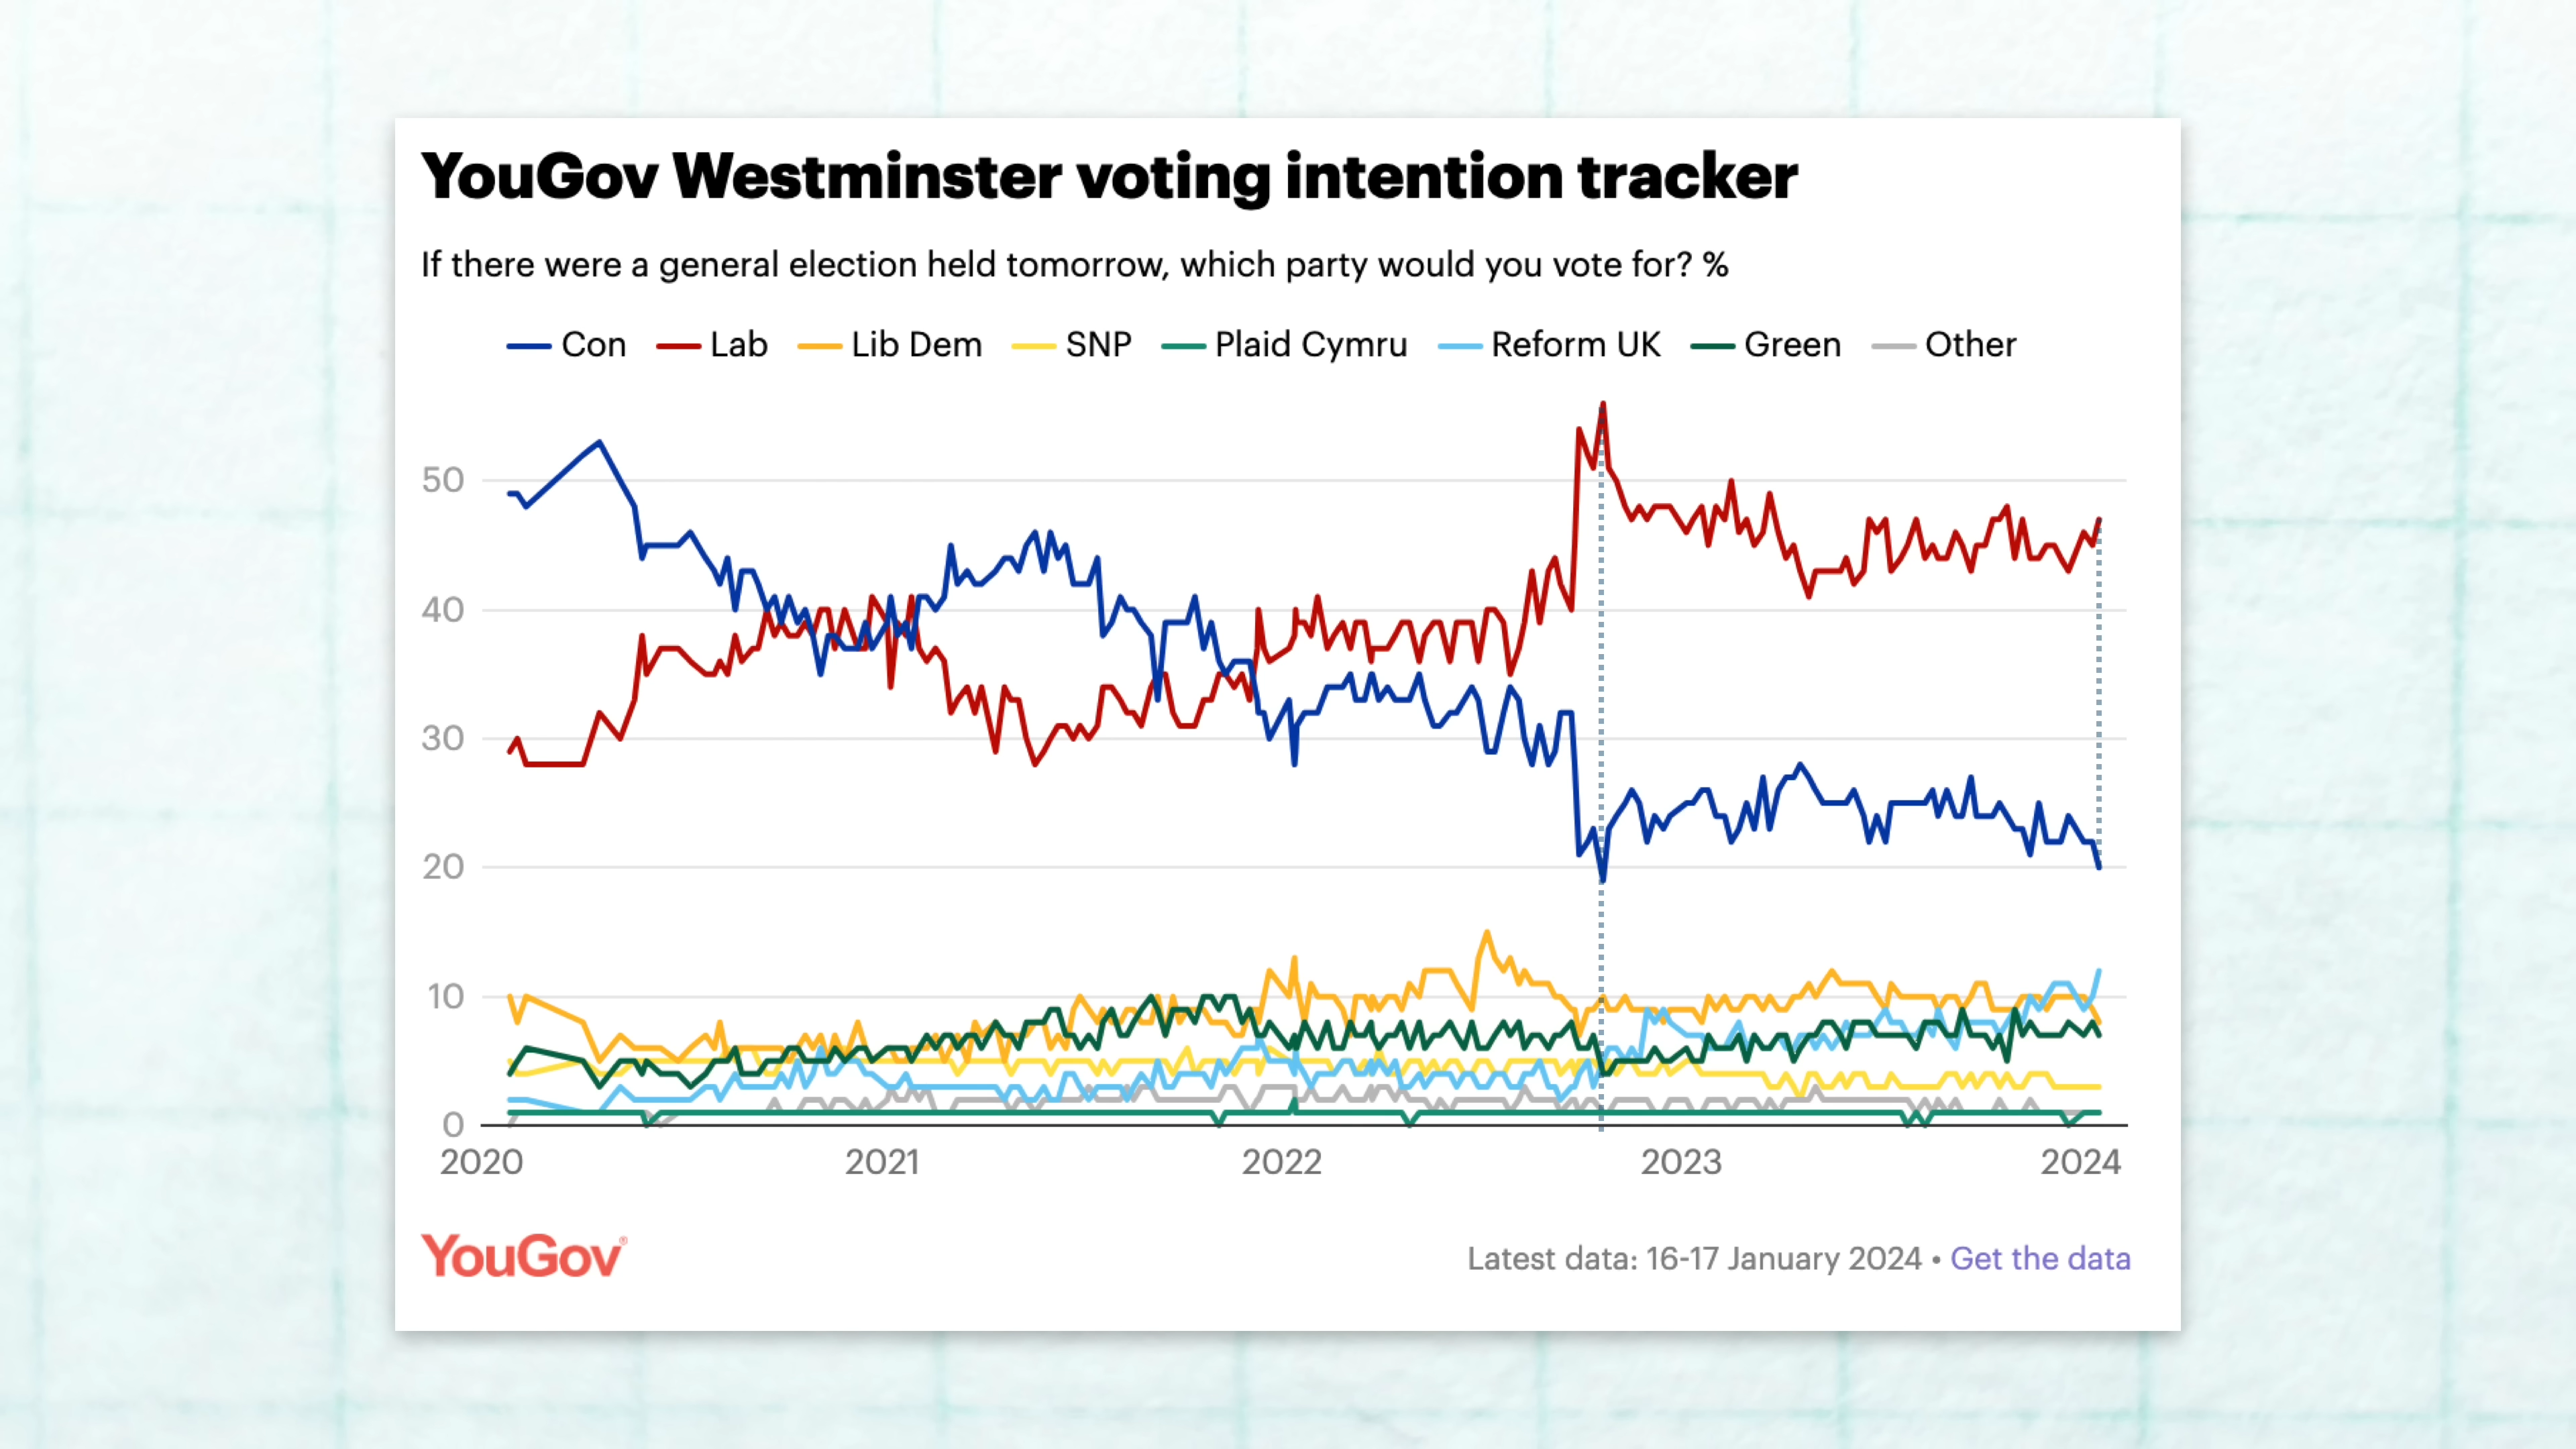 YouGov Westminster voting intention tracker
If there were a general election held tomorrow, which party would you vote for? %
Con Lab Lib Dem SNP Plaid Cymru Reform UK Green Other
50
40
30
20
10
0
2020 2021 2022 2023 2024
YouGov®
Latest data: 16-17 January 2024 • Get the data